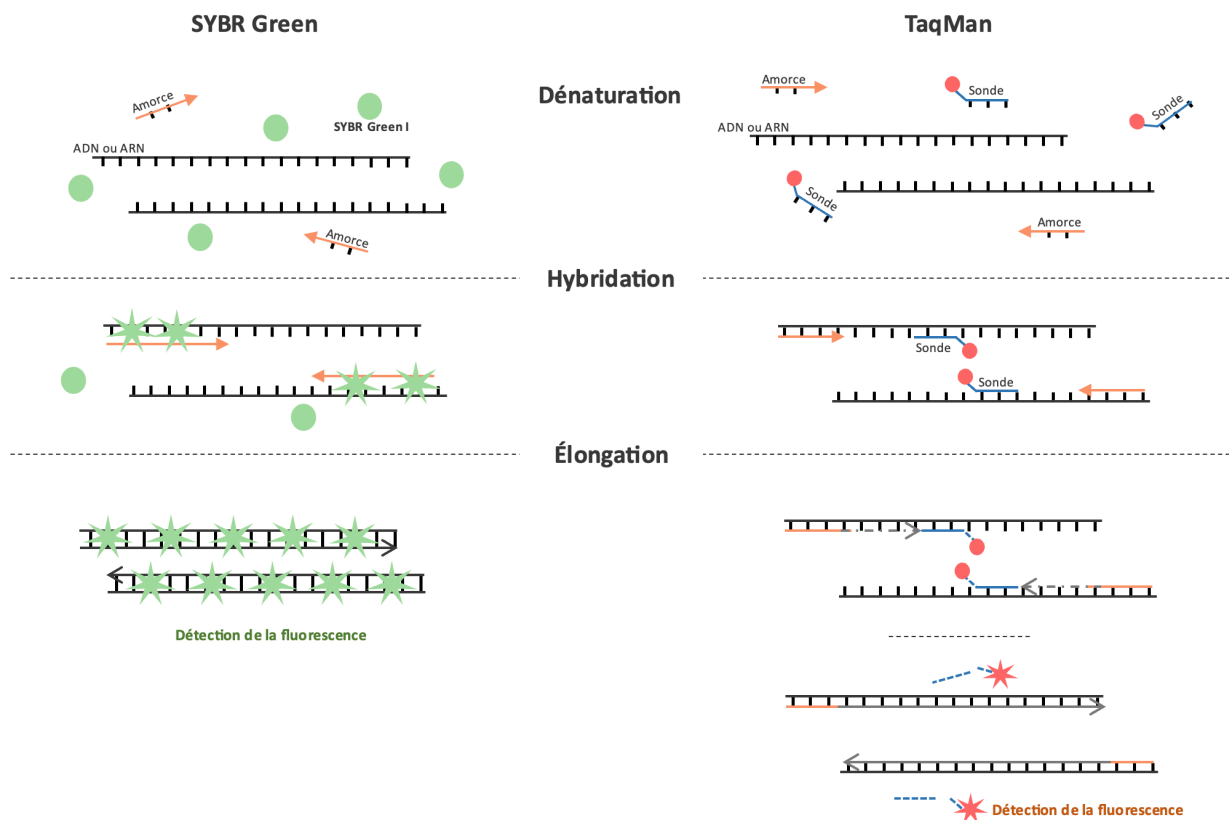 SYBR Green
TaqMan
Dénaturation
Amorce
SYBR Green I
ADN ou ARN
Amorce
Amorce
Sonde
Sonde
ADN ou ARN
Sonde
Amorce
Hybridation
Sonde
Sonde
Élongation
Détection de la fluorescence
Détection de la fluorescence